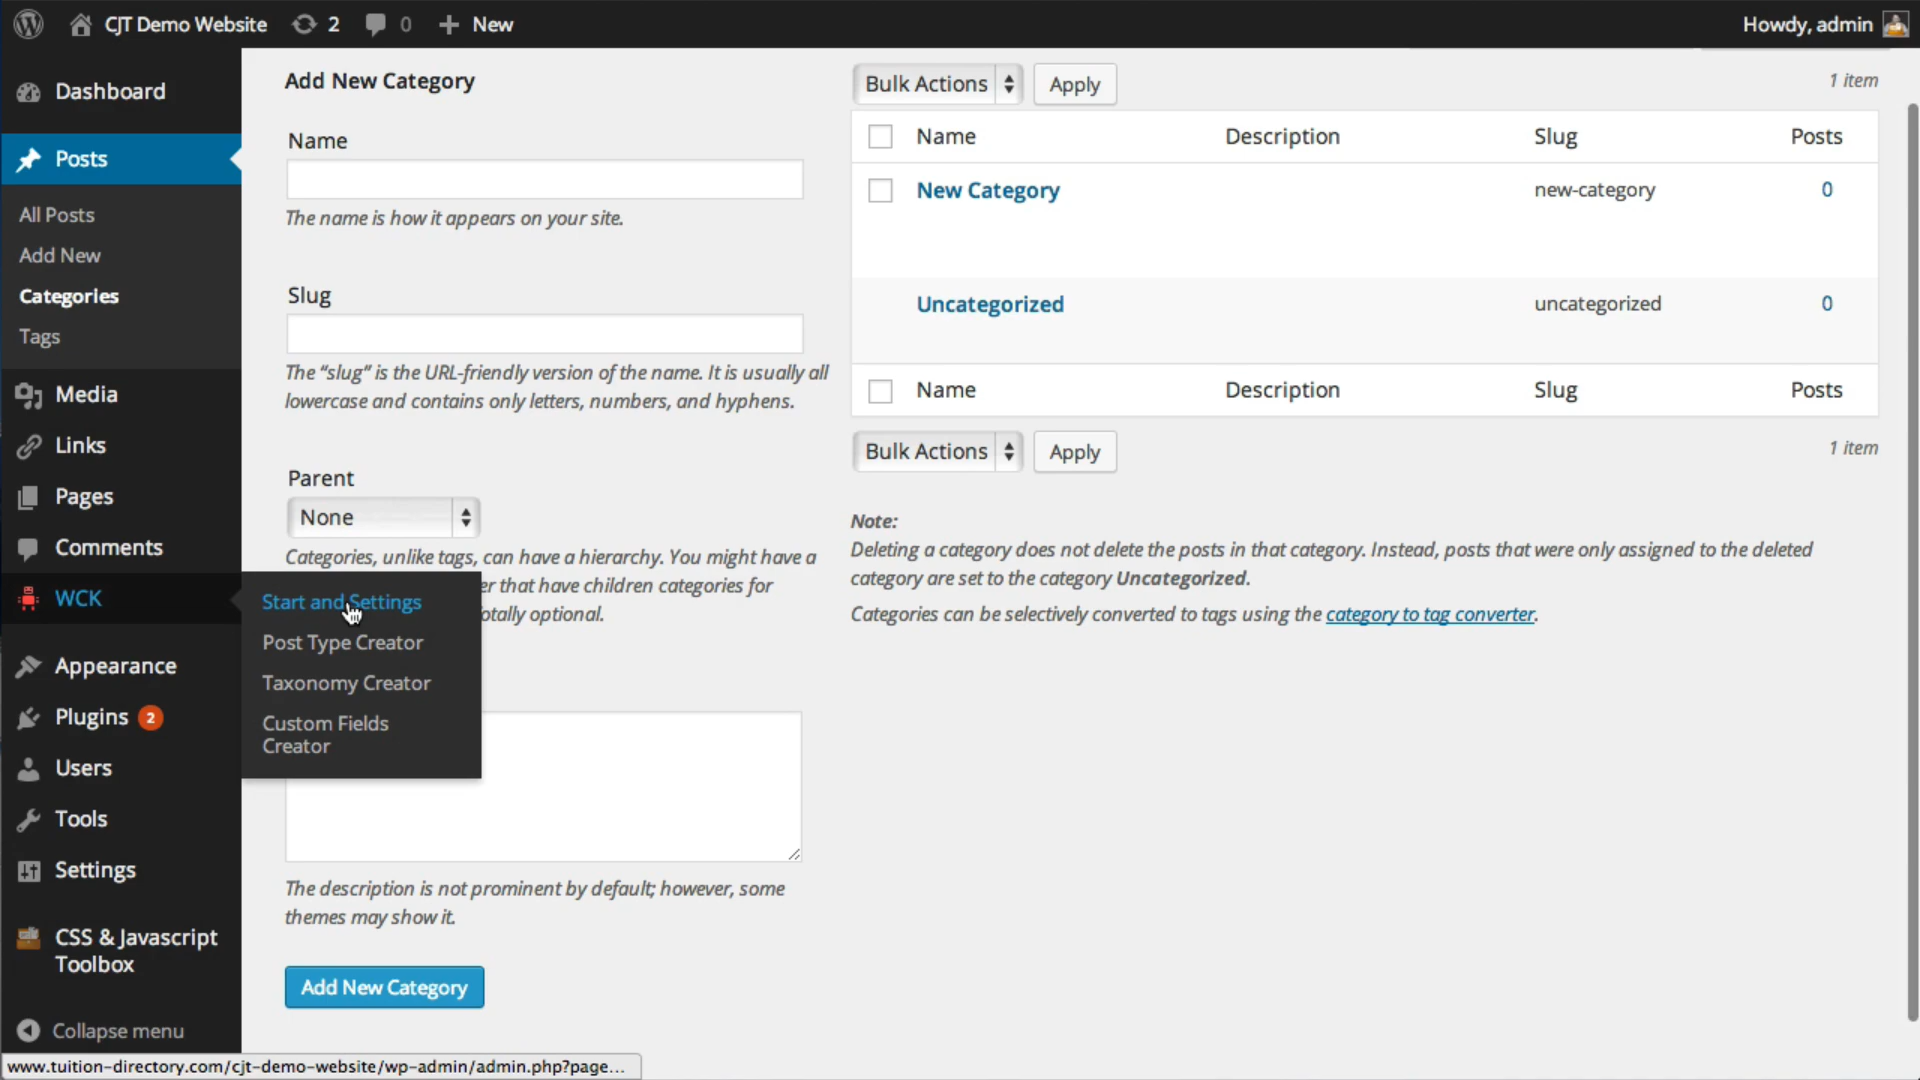 CJT Demo Website 2 0 New Howdy, admin
Dashboard
Posts
All Posts
Add New
Categories
Tags
Media
Links
Pages
Comments
WCK
Start and Settings
Post Type Creator
Taxonomy Creator
Custom Fields
Creator
Appearance
Plugins 2
Users
Tools
Settings
CSS & Javascript
Toolbox
Collapse menu
Add New Category
Name
The name is how it appears on your site.
Slug
The “slug” is the URL-friendly version of the name. It is usually all
lowercase and contains only letters, numbers, and hyphens.
Parent
None
Categories, unlike tags, can have a hierarchy. You might have a
er that have children categories for
otally optional.
The description is not prominent by default; however, some
themes may show it.
Add New Category
Bulk Actions Apply 1 item
Name Description Slug Posts
New Category new-category 0
Uncategorized uncategorized 0
Name Description Slug Posts
Bulk Actions Apply 1 item
Note:
Deleting a category does not delete the posts in that category. Instead, posts that were only assigned to the deleted
category are set to the category Uncategorized.
Categories can be selectively converted to tags using the category to tag converter.
www.tuition-directory.com/cjt-demo-website/wp-admin/admin.php?page...